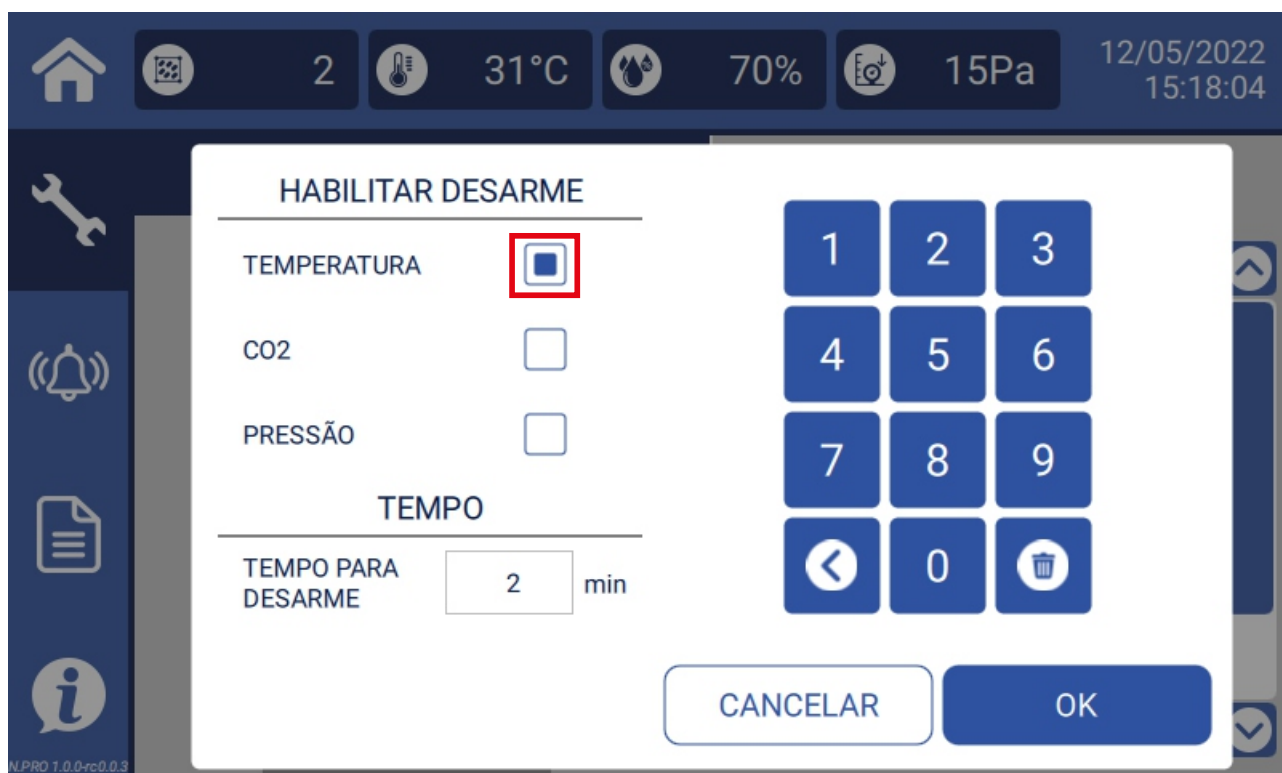 2
31°C
70%
15Pa
12/05/2022
15:18:04
HABILITAR DESARME
TEMPERATURA
CO2
PRESSÃO
TEMPO
TEMPO PARA
DESARME
2
min
1 2 3
4 5 6
7 8 9
0
CANCELAR
OK
N.PRO 1.0.0-rc0.0.3